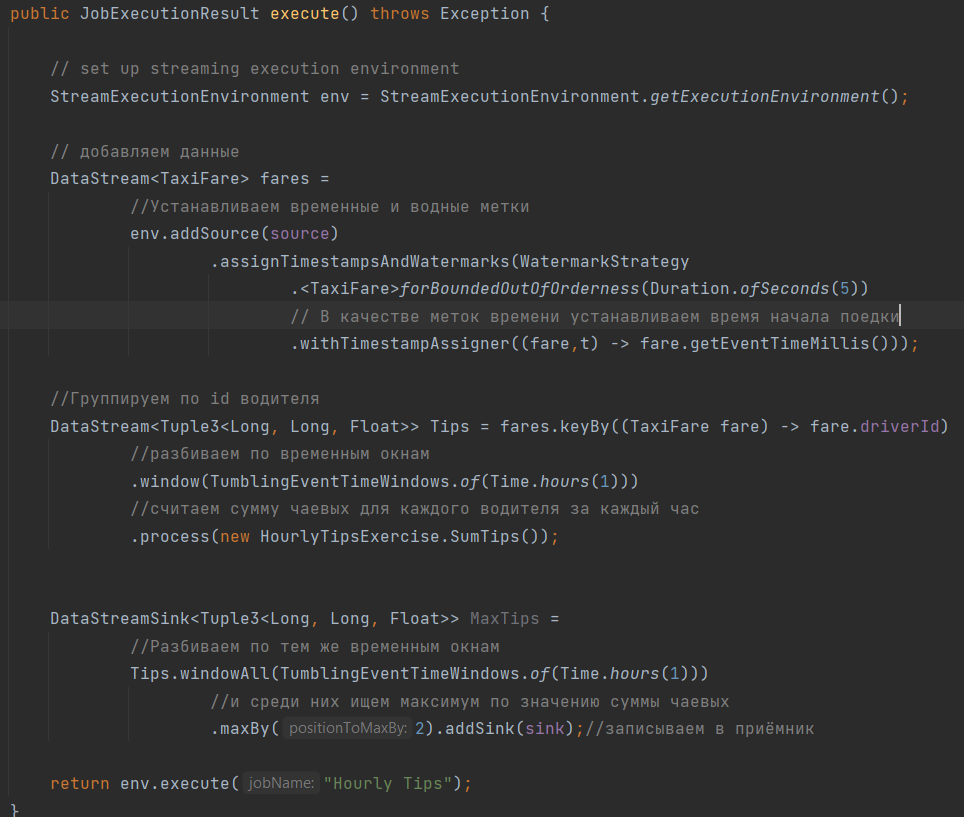 public JobExecutionResult execute() throws Exception {
// set up streaming execution environment
StreamExecutionEnvironment env = StreamExecutionEnvironment.getExecutionEnvironment();
// добавляем данные
DataStream<TaxiFare> fares =
//Устанавливаем временные и водные метки
env.addSource(source)
.assignTimestampsAndWatermarks(WatermarkStrategy
.<TaxiFare>forBoundedOutOfOrderness(Duration.ofSeconds(5))
// В качестве меток времени устанавливаем время начала поедки
.withTimestampAssigner((fare,t) -> fare.getEventTimeMillis()));
//Группируем по id водителя
DataStream<Tuple3<Long, Long, Float>> Tips = fares.keyBy((TaxiFare fare) -> fare.driverId)
//разбиваем по временным окнам
.window(TumblingEventTimeWindows.of(Time.hours(1)))
//считаем сумму чаевых для каждого водителя за каждый час
.process(new HourlyTipsExercise.SumTips());
DataStreamSink<Tuple3<Long, Long, Float>> MaxTips =
//Разбиваем по тем же временным окнам
Tips.windowAll(TumblingEventTimeWindows.of(Time.hours(1)))
//и среди них ищем максимум по значению суммы чаевых
.maxBy( positionToMaxBy: 2).addSink(sink);//записываем в приёмник
return env.execute( jobName: "Hourly Tips");
}